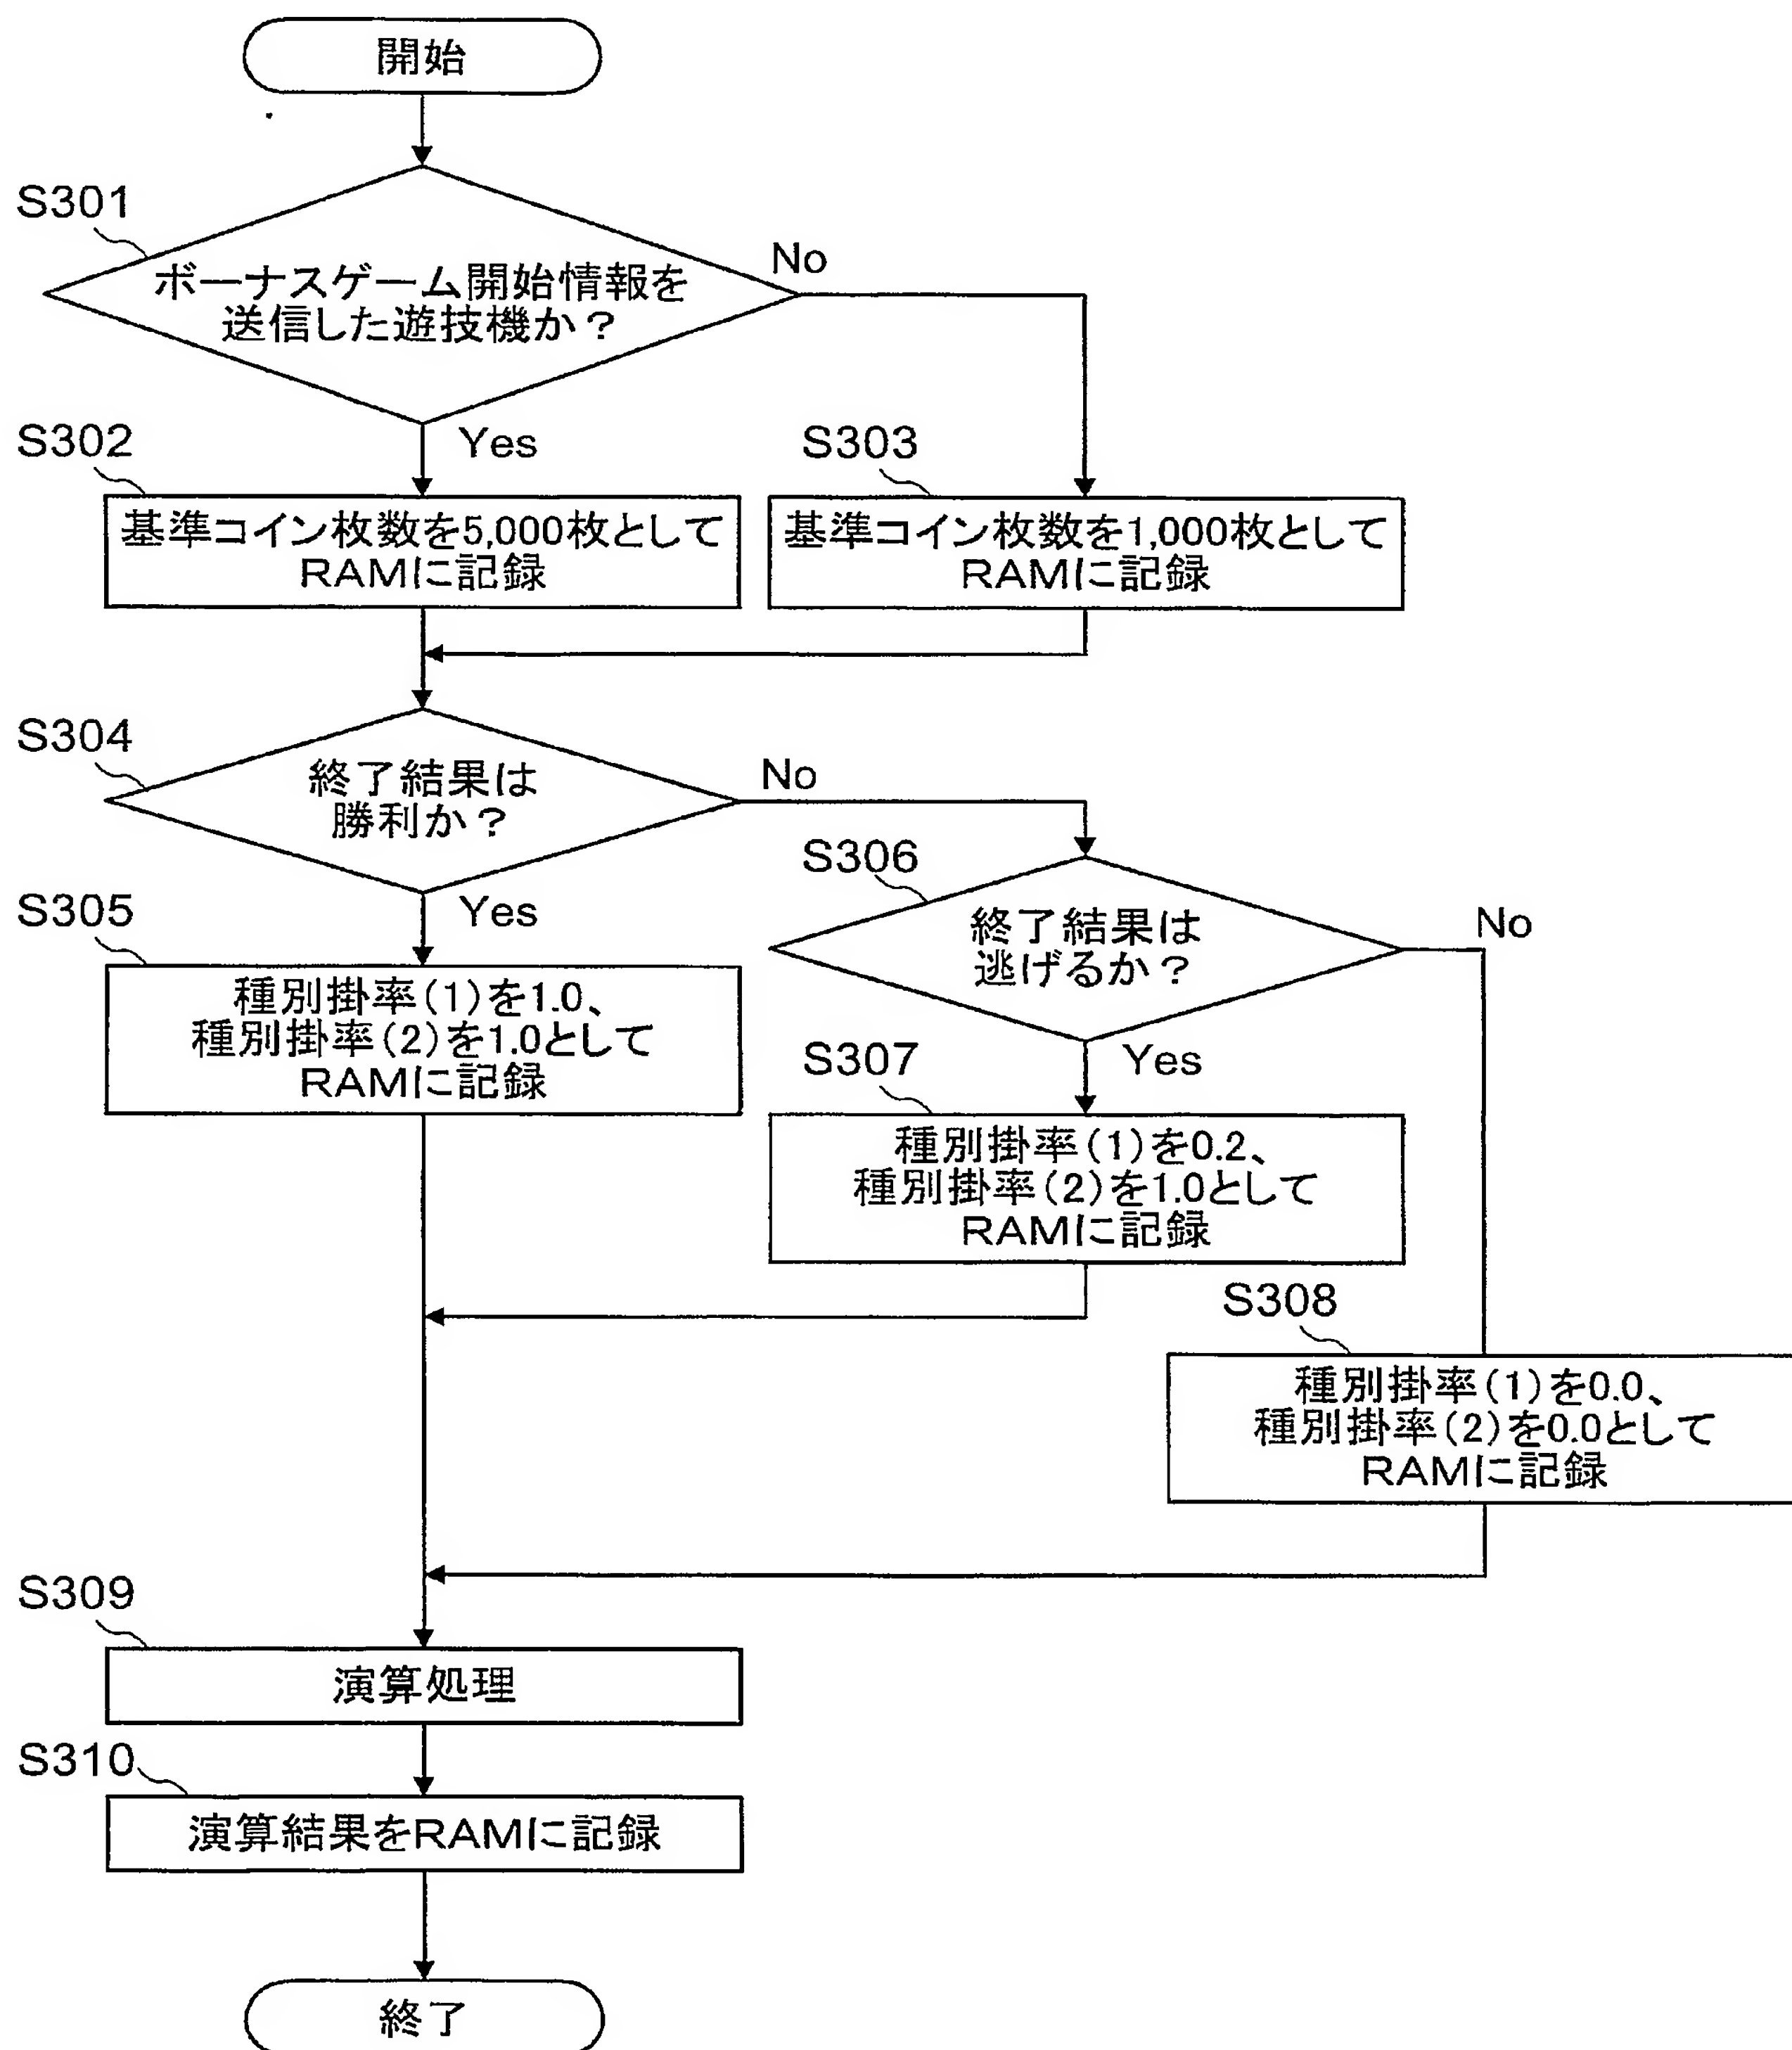 開始
S301
No
ボーナスゲーム開始情報を
送信した遊技機か？
S302
Yes
S303
基準コイン枚数を5,000枚として
RAMに記録
基準コイン枚数を1,000枚として
RAMに記録
S304
No
終了結果は
勝利か？
S306
S305
Yes
No
終了結果は
逃げるか？
種別掛率(1)を1.0、
種別掛率(2)を1.0として
RAMに記録
S307
Yes
種別掛率(1)を0.2、
種別掛率(2)を1.0として
RAMに記録
S308
種別掛率(1)を0.0、
種別掛率(2)を0.0として
RAMに記録
S309
演算処理
S310
演算結果をRAMに記録
終了